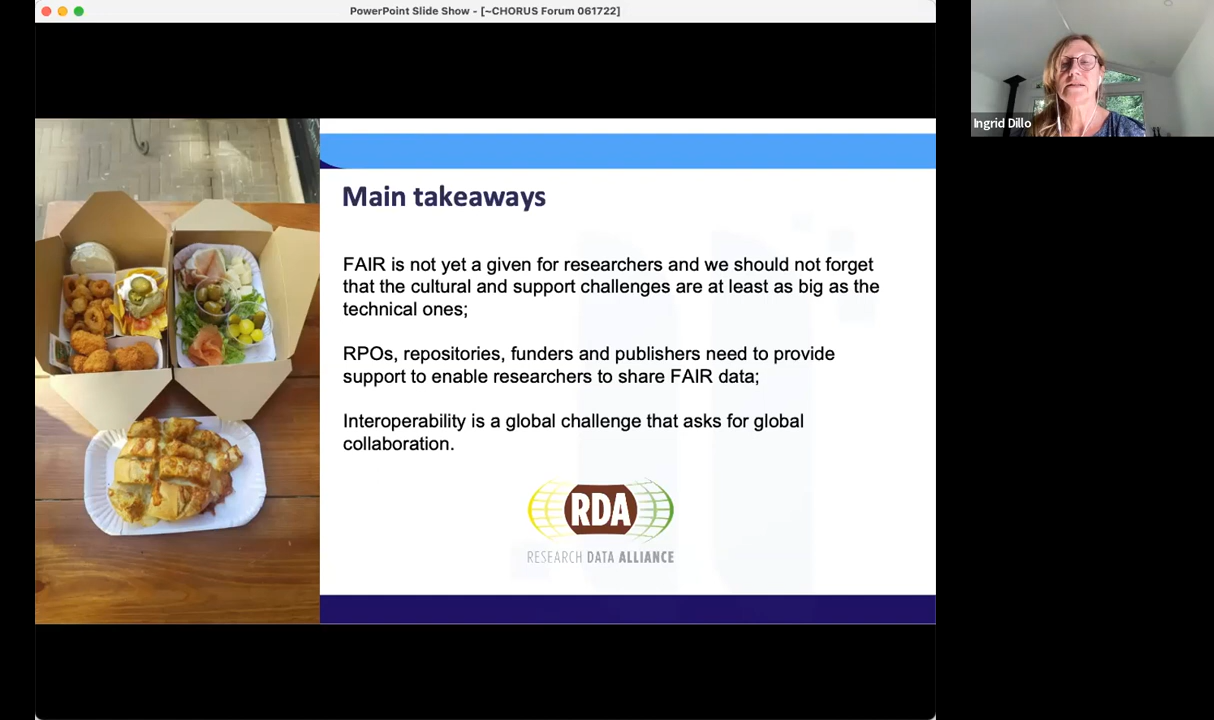 PowerPoint Slide Show - [~CHORUS Forum 061722]
Ingrid Dillo
Main takeaways
FAIR is not yet a given for researchers and we should not forget
that the cultural and support challenges are at least as big as the
technical ones;
RPOs, repositories, funders and publishers need to provide
support to enable researchers to share FAIR data;
Interoperability is a global challenge that asks for global
collaboration.
RDA
RESEARCH DATA ALLIANCE